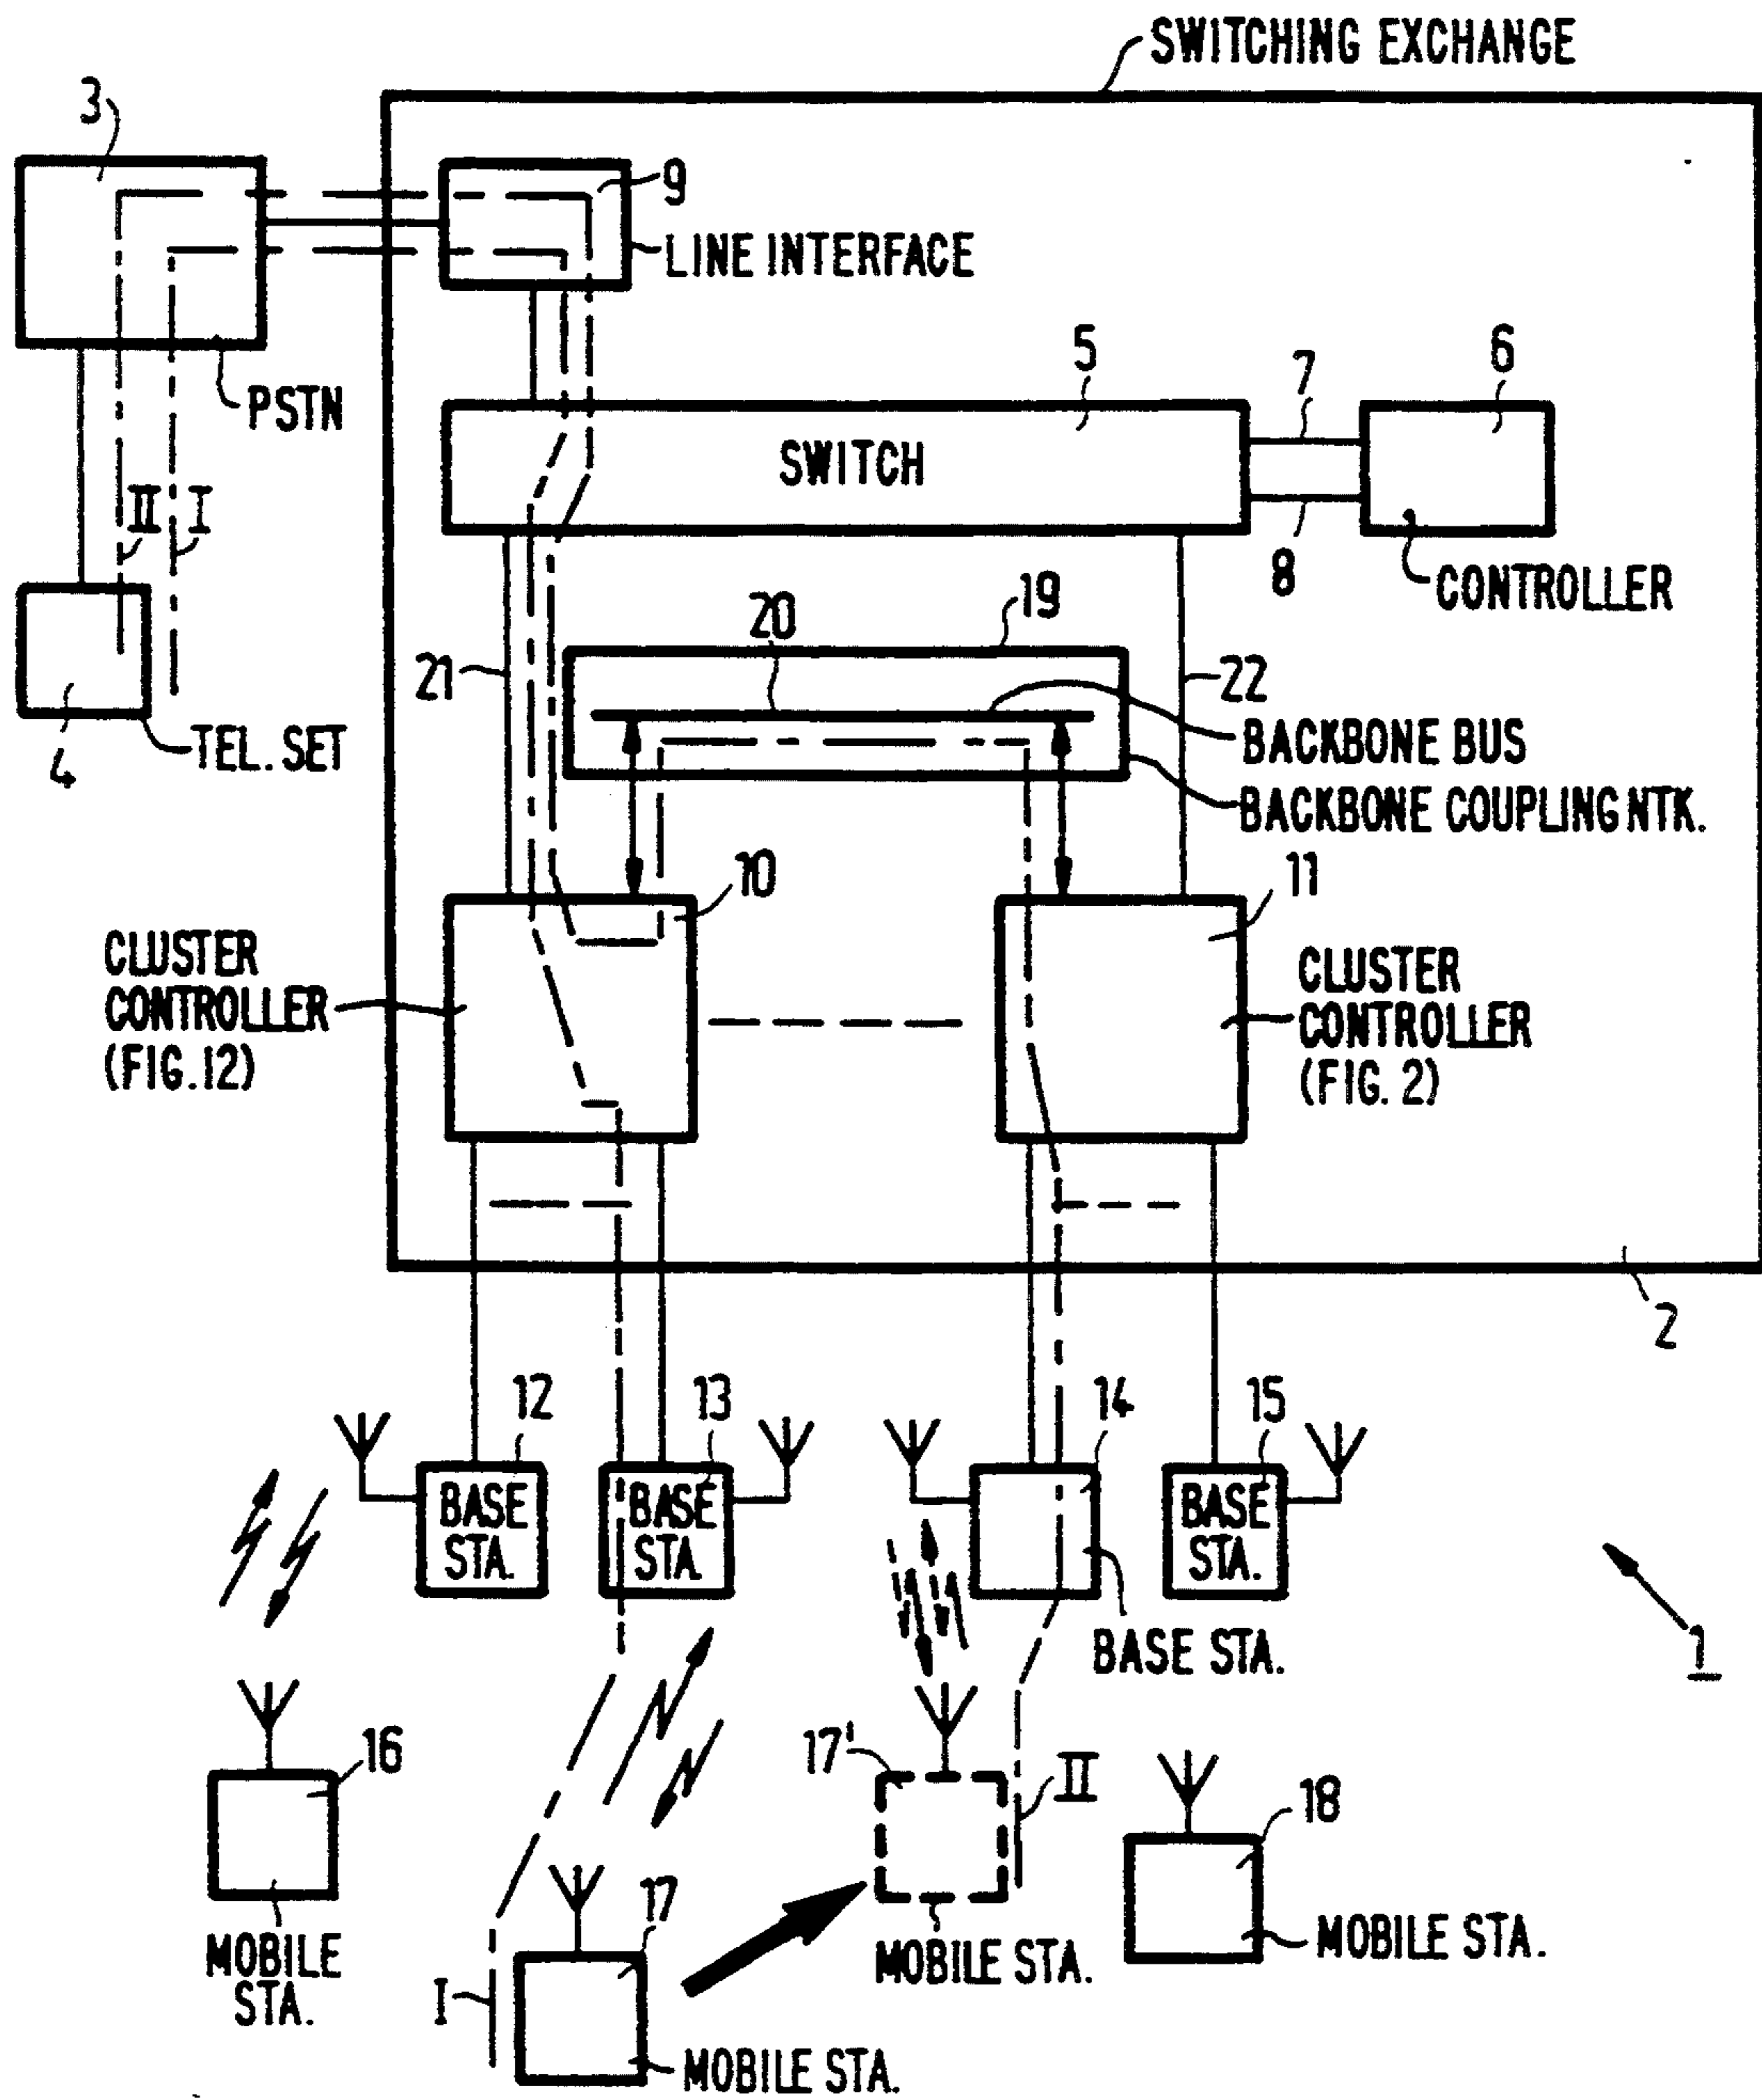 SWITCHING EXCHANGE
3
9
LINE INTERFACE
5
7
6
PSTN
SWITCH
II
I
8
CONTROLLER
19
20
21
22
BACKBONE BUS
4
TEL. SET
BACKBONE COUPLING NTK.
10
11
CLUSTER
CONTROLLER
(FIG. 12)
CLUSTER
CONTROLLER
(FIG. 2)
2
12
13
14
15
BASE
STA.
BASE
STA.
BASE
STA.
BASE STA.
1
16
17'
II
18
17
MOBILE
STA.
MOBILE STA.
MOBILE STA.
I
MOBILE STA.